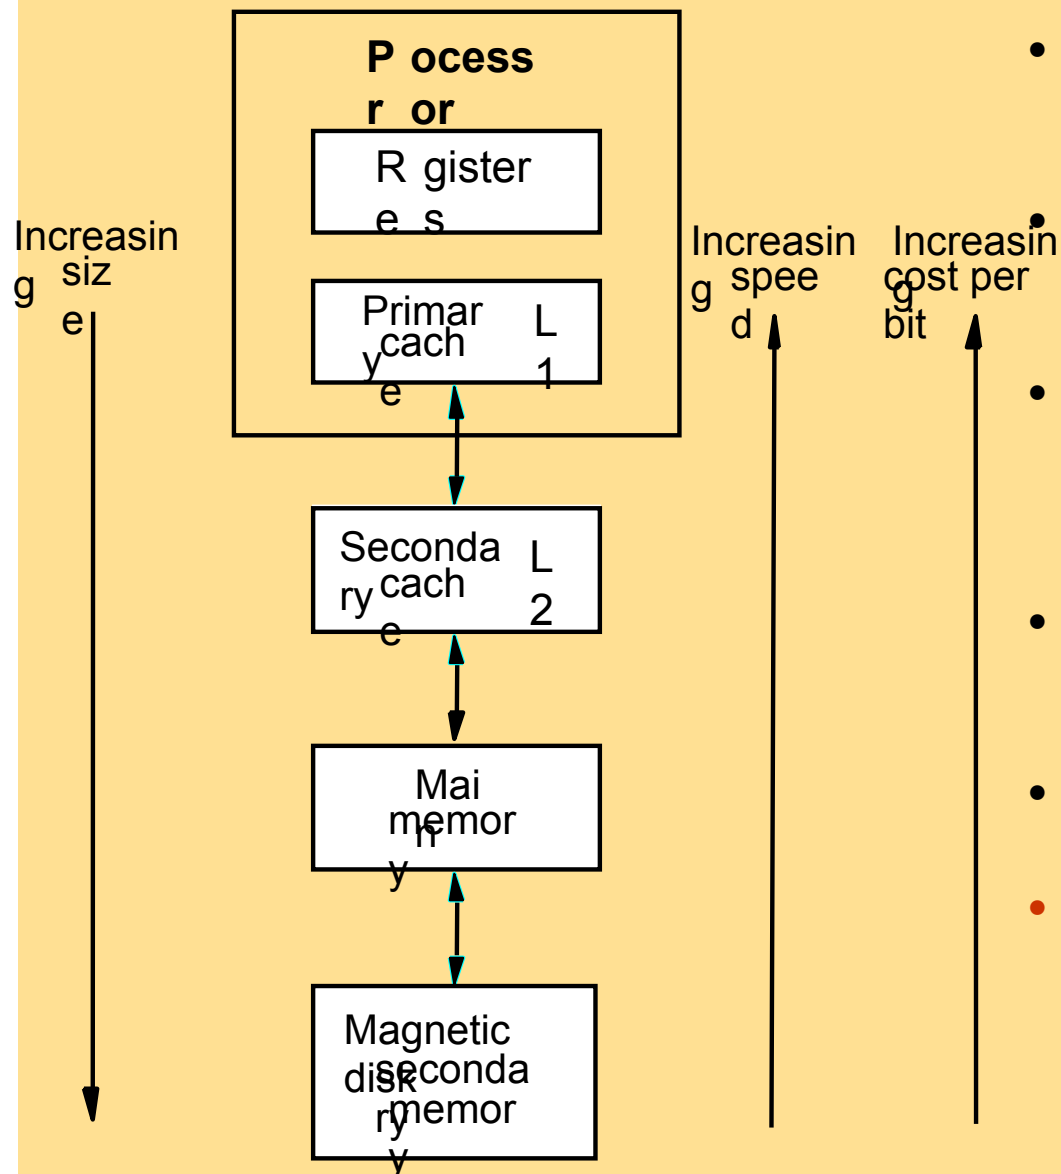 P ocess
r or
R gister
e s
Increasin
g siz
e
Increasin
g spee
d
Increasin
g
cost per
bit
Primar
y cach
e
L
1
Seconda
ry cach
e
L
2
Mai
n
memor
y
Magnetic
disk
seconda
ry
memor
y